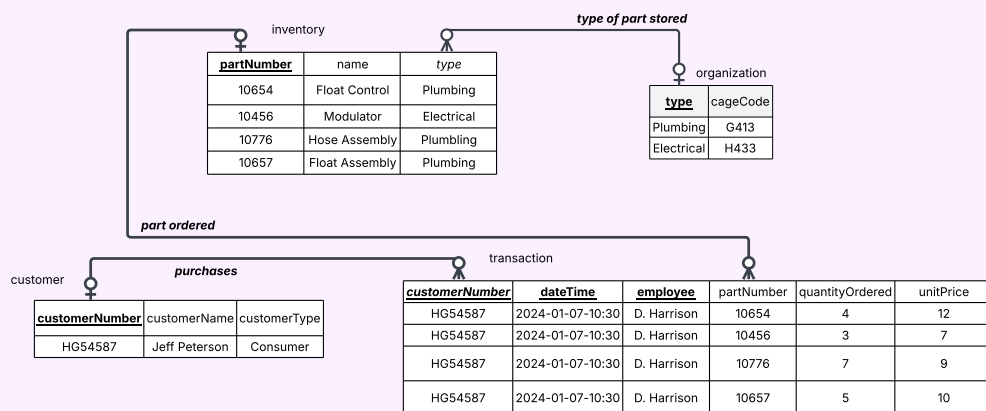 type of part stored
inventory
partNumber name type
10654 Float Control Plumbing
10456 Modulator Electrical
10776 Hose Assembly Plumbling
10657 Float Assembly Plumbing
organization
type cageCode
Plumbing G413
Electrical H433
part ordered
purchases
customer
customerNumber customerName customerType
HG54587 Jeff Peterson Consumer
transaction
customerNumber dateTime employee partNumber quantityOrdered unitPrice
HG54587 2024-01-07-10:30 D. Harrison 10654 4 12
HG54587 2024-01-07-10:30 D. Harrison 10456 3 7
HG54587 2024-01-07-10:30 D. Harrison 10776 7 9
HG54587 2024-01-07-10:30 D. Harrison 10657 5 10